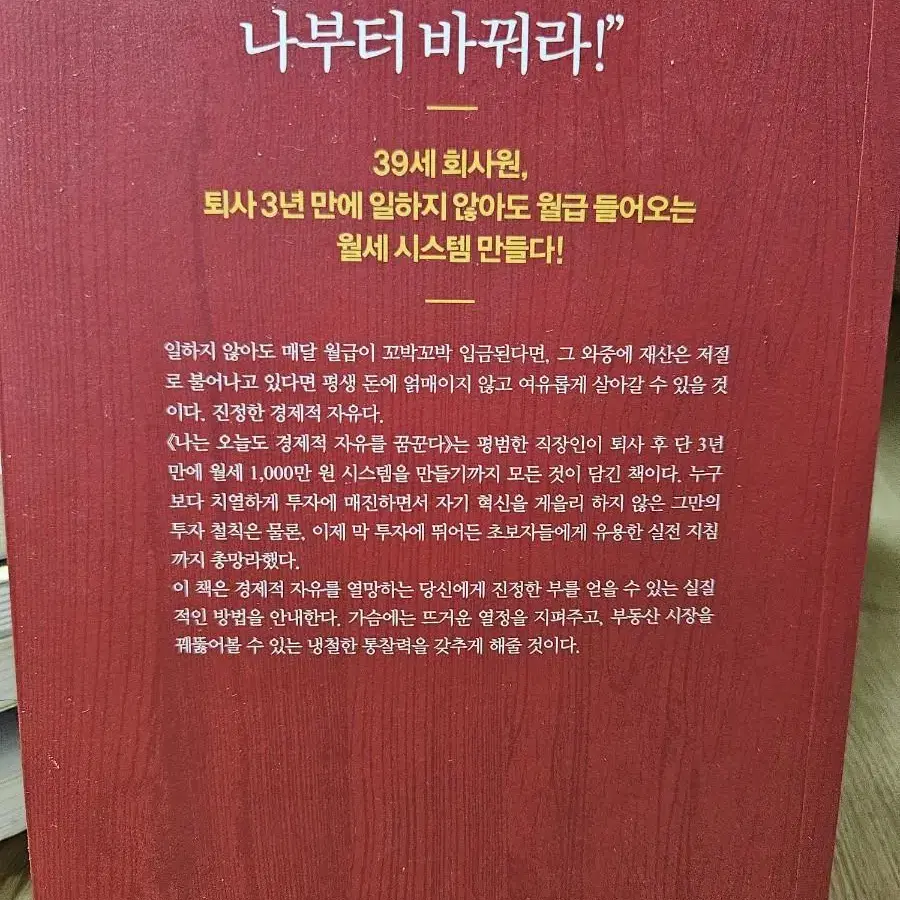 나부터 바꿔라!”
39세 회사원,
퇴사 3년 만에 일하지 않아도 월급 들어오는
월세 시스템 만들다!
일하지 않아도 매달 월급이 꼬박꼬박 입금된다면, 그 와중에 재산은 저절
로 불어나고 있다면 평생 돈에 얽매이지 않고 여유롭게 살아갈 수 있을 것
이다. 진정한 경제적 자유다.
《나는 오늘도 경제적 자유를 꿈꾼다》는 평범한 직장인이 퇴사 후 단 3년
만에 월세 1,000만 원 시스템을 만들기까지 모든 것이 담긴 책이다. 누구
보다 치열하게 투자에 매진하면서 자기 혁신을 게을리 하지 않은 그만의
투자 철칙은 물론, 이제 막 투자에 뛰어든 초보자들에게 유용한 실전 지침
까지 총망라했다.
이 책은 경제적 자유를 열망하는 당신에게 진정한 부를 얻을 수 있는 실질
적인 방법을 안내한다. 가슴에는 뜨거운 열정을 지펴주고, 부동산 시장을
꿰뚫어볼 수 있는 냉철한 통찰력을 갖추게 해줄 것이다.